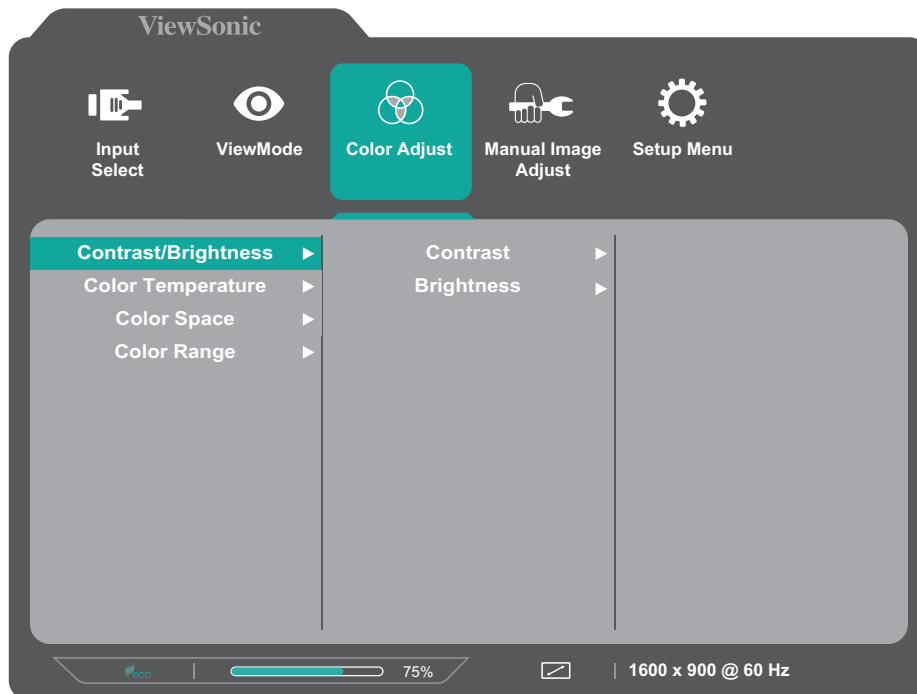 ViewSonic
Input Select
ViewMode
Color Adjust
Manual Image Adjust
Setup Menu
Contrast/Brightness
Color Temperature
Color Space
Color Range
Contrast
Brightness
eco
75%
1600 x 900 @ 60 Hz